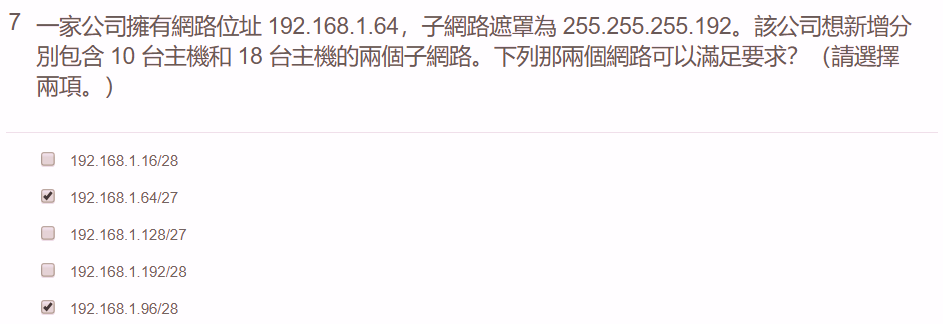 7 一家公司擁有網路位址 192.168.1.64，子網路遮罩為 255.255.255.192。該公司想新增分
別包含 10 台主機和 18 台主機的兩個子網路。下列那兩個網路可以滿足要求？（請選擇
兩項。）
192.168.1.16/28
192.168.1.64/27
192.168.1.128/27
192.168.1.192/28
192.168.1.96/28